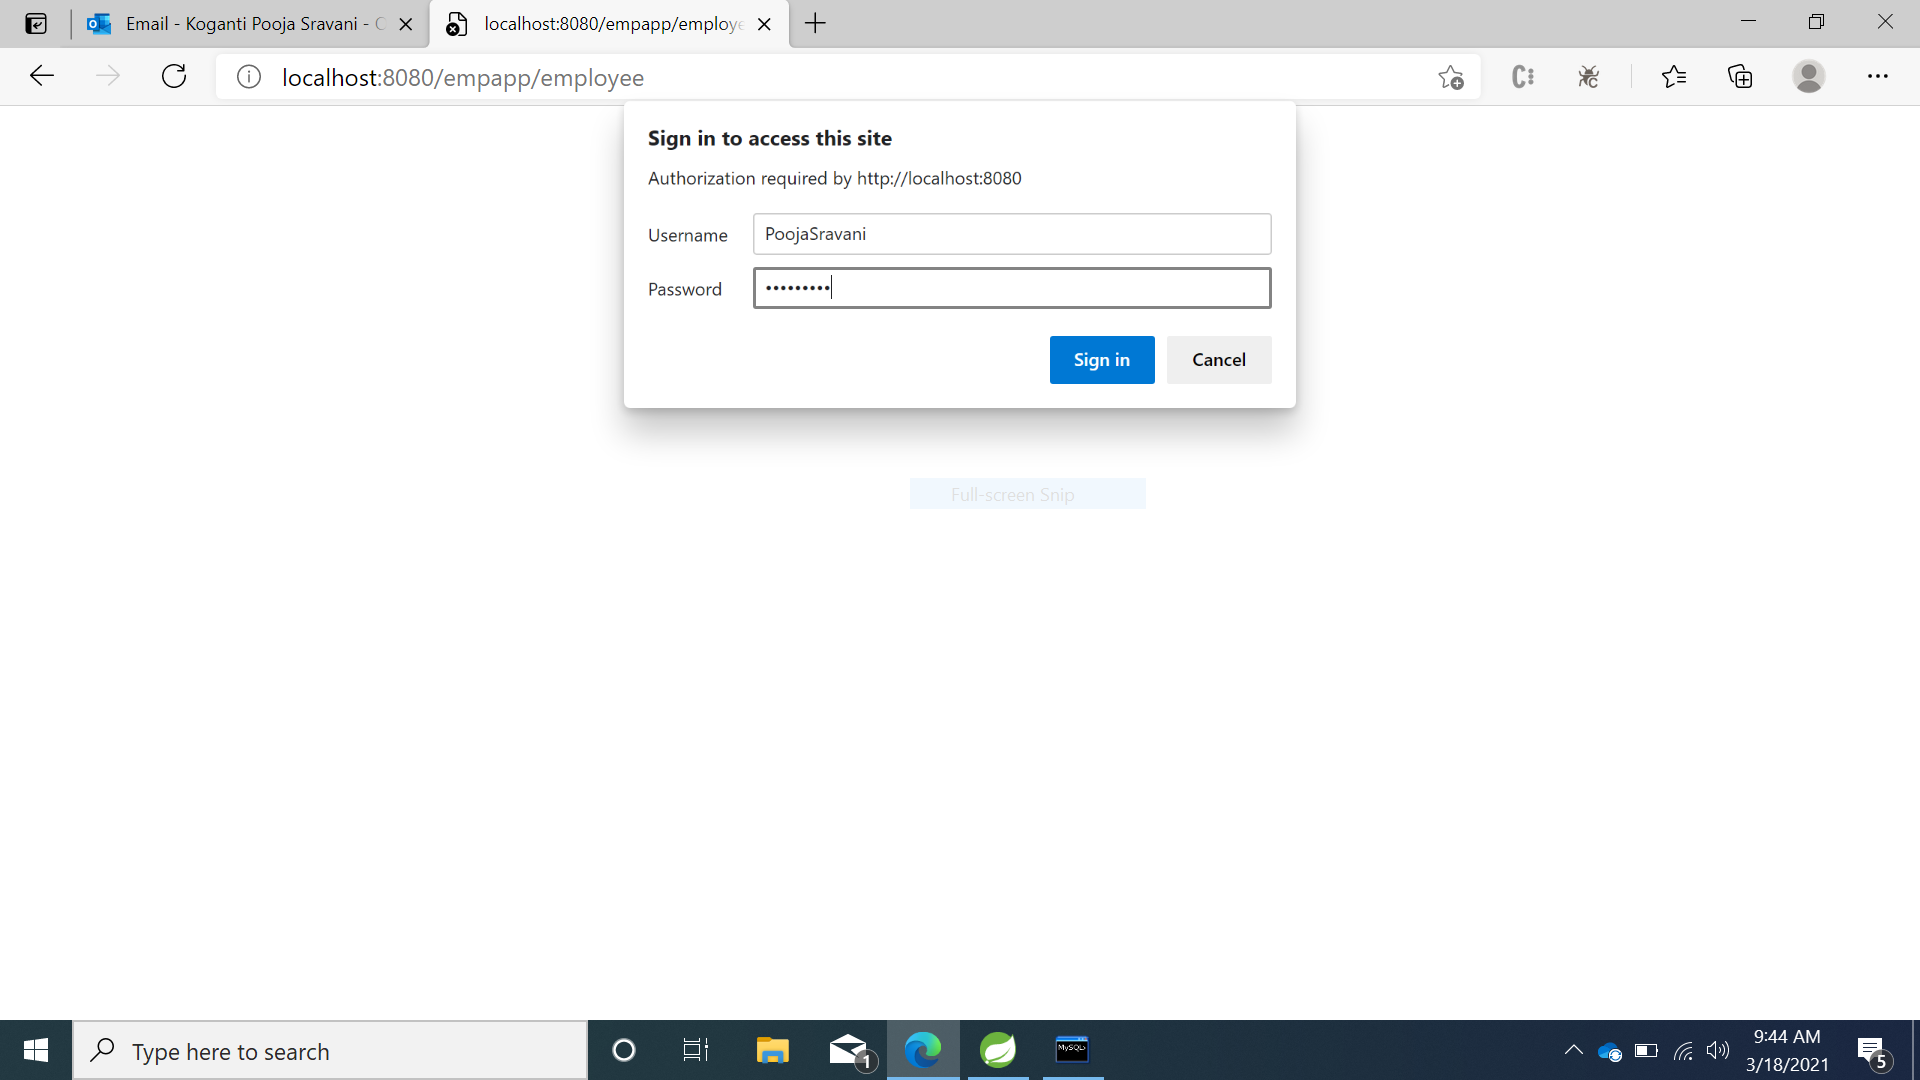 Email - Koganti Pooja Sravani - O
localhost:8080/empapp/employe
localhost:8080/empapp/employee
Sign in to access this site
Authorization required by http://localhost:8080
Username
PoojaSravani
Password
•••••••••
Sign in
Cancel
Full-screen Snip
Type here to search
1
MySQL>
9:44 AM
3/18/2021
5